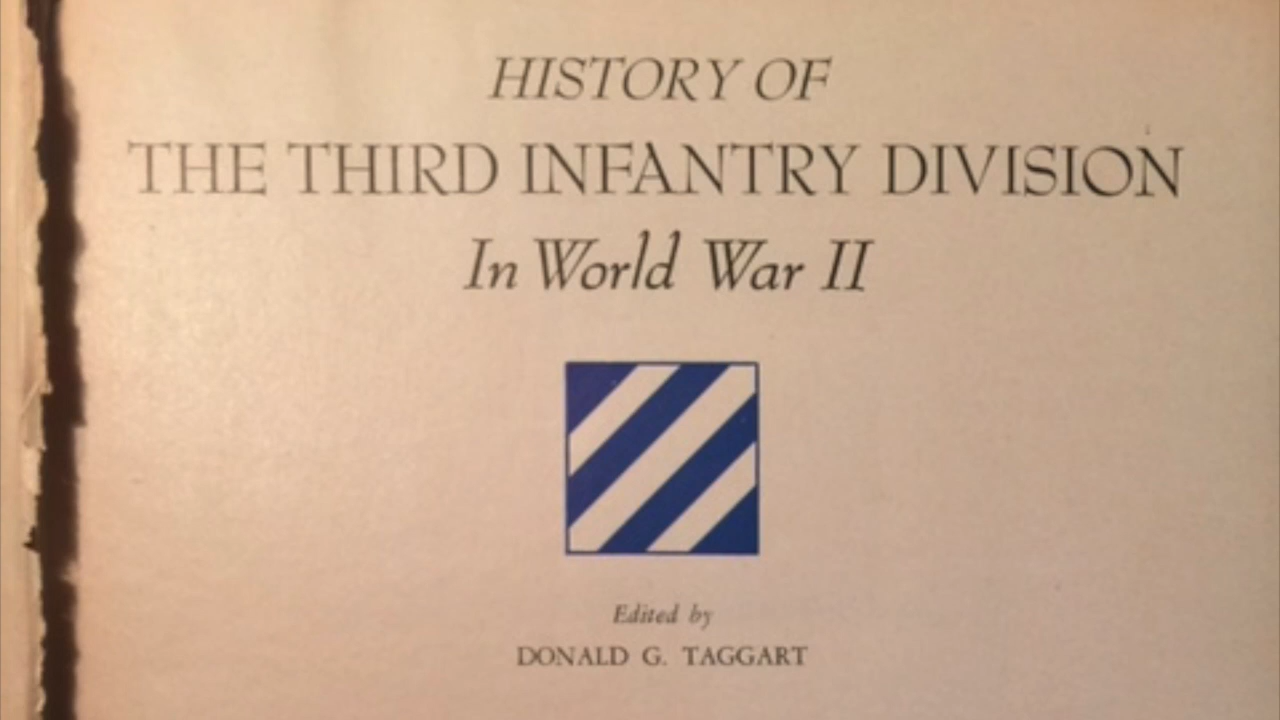 HISTORY OF
THE THIRD INFANTRY DIVISION
In World War II
Edited by
DONALD G. TAGGART